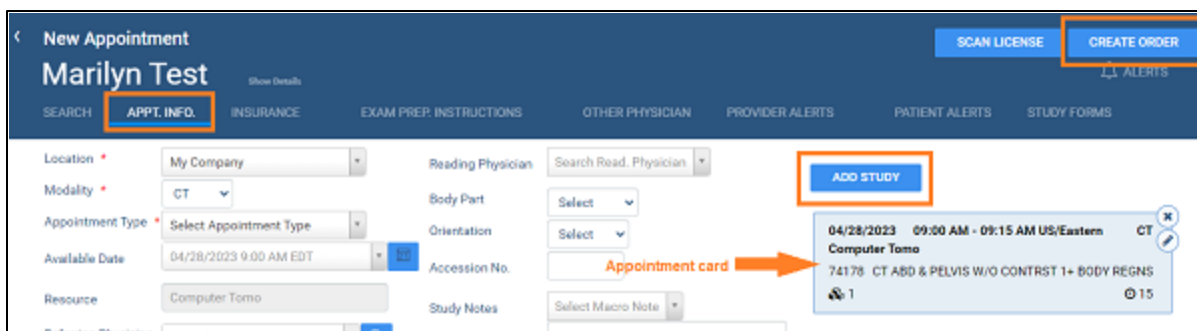 New Appointment
SCAN LICENSE
CREATE ORDER
Marilyn Test
Show Details
ALERTS
SEARCH
APPT. INFO.
INSURANCE
EXAM PREP. INSTRUCTIONS
OTHER PHYSICIAN
PROVIDER ALERTS
PATIENT ALERTS
STUDY FORMS
Location *
My Company
Reading Physician
Search Read. Physician
ADD STUDY
Modality *
CT
Body Part
Select
Appointment Type *
Select Appointment Type
Orientation
Select
04/28/2023 09:00 AM - 09:15 AM US/Eastern CT
Computer Tomo
Available Date
04/28/2023 9:00 AM EDT
Accession No.
Appointment card
74178 CT ABD & PELVIS W/O CONTRST 1+ BODY REGNS
1
15
Resource
Computer Tomo
Study Notes
Select Macro Note